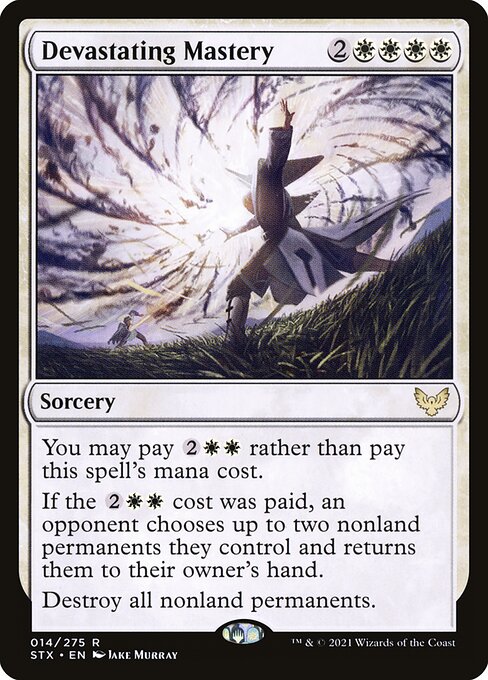 Devastating Mastery 2
Sorcery
You may pay 2 rather than pay
this spell's mana cost.
If the 2 cost was paid, an
opponent chooses up to two nonland
permanents they control and returns
them to their owner's hand.
Destroy all nonland permanents.
014/275 R
STX • EN Jake Murray
™ & © 2021 Wizards of the Coast